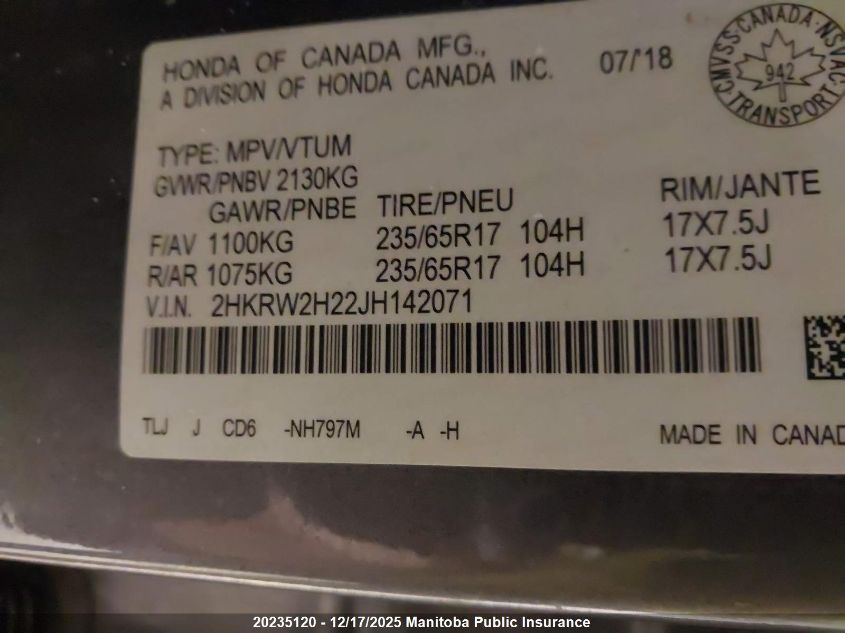 HONDA OF CANADA MFG.,
A DIVISION OF HONDA CANADA INC.
07/'18
CMVSS · CANADA · NSVAC
942
TRANSPORT
TYPE: MPV/VTUM
GVWR/PNBV 2130KG
GAWR/PNBE TIRE/PNEU RIM/JANTE
F/AV 1100KG 235/65R17 104H 17X7.5J
R/AR 1075KG 235/65R17 104H 17X7.5J
V.I.N. 2HKRW2H22JH142071
TLJ J CD6 -NH797M -A -H
MADE IN CANAD
20235120 - 12/17/2025 Manitoba Public Insurance